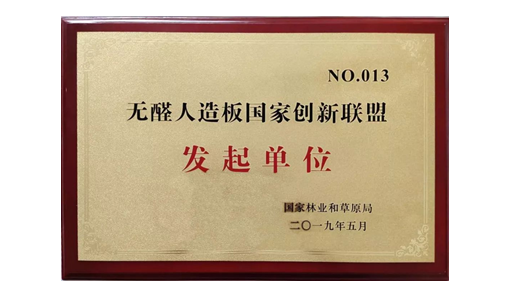 NO.013
无醛人造板国家创新联盟
发起单位
国家林业和草原局
二〇一九年五月